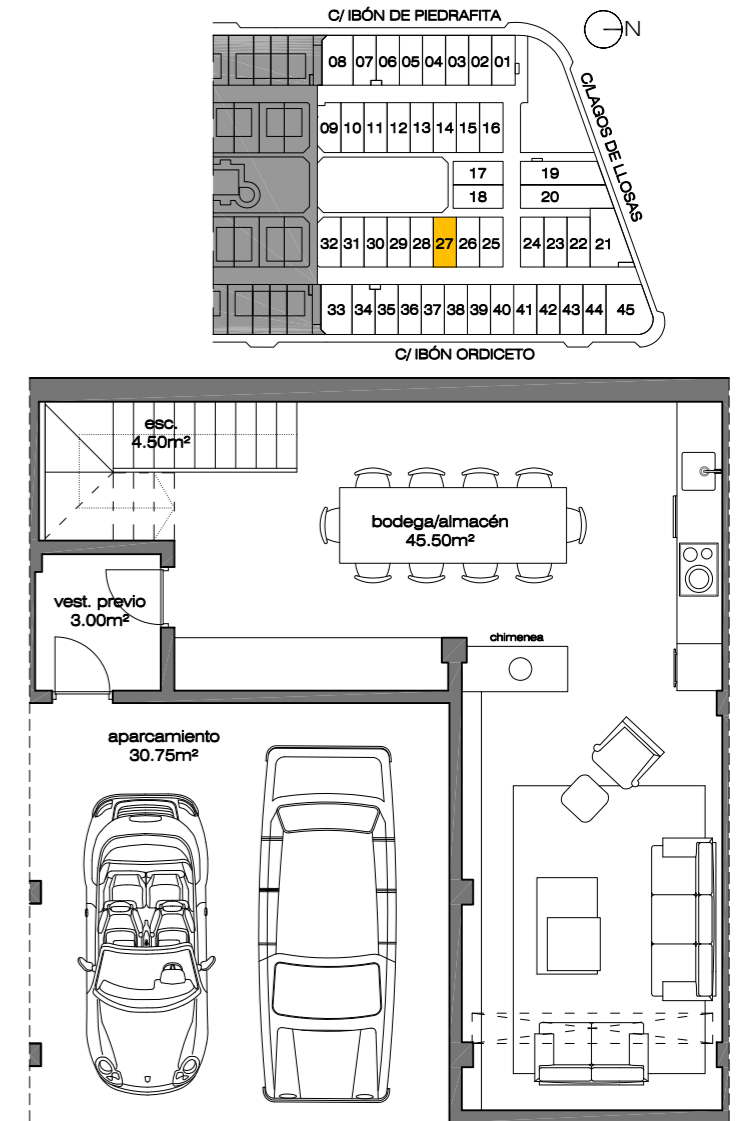 C/ IBÓN DE PIEDRAFITA
N
08 07 06 05 04 03 02 01
C/LAGOS DE LLOSAS
09 10 11 12 13 14 15 16
17 19
18 20
32 31 30 29 28 27 26 25 24 23 22 21
33 34 35 36 37 38 39 40 41 42 43 44 45
C/ IBÓN ORDICETO
esc.
4.50m²
bodega/almacén
45.50m²
vest. previo
3.00m²
chimenea
aparcamiento
30.75m²